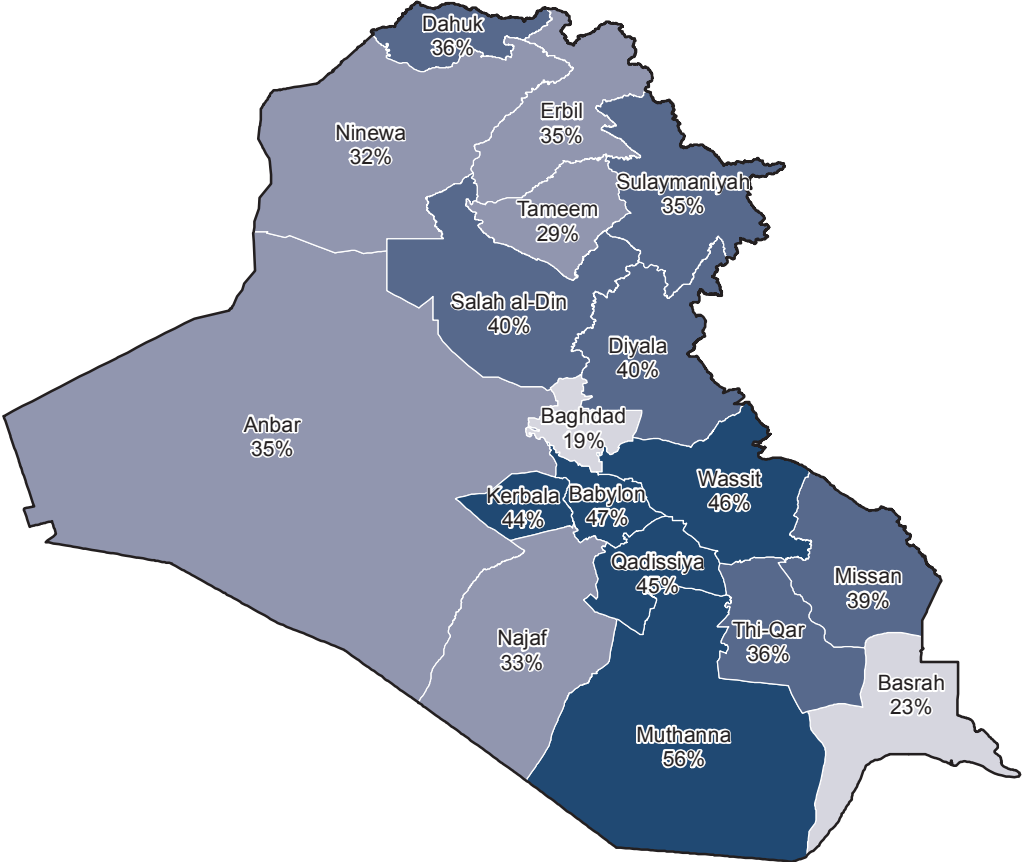 Dahuk
36%
Erbil
35%
Ninewa
32%
Sulaymaniyah
35%
Tameem
29%
Salah al-Din
40%
Diyala
40%
Baghdad
19%
Anbar
35%
Wassit
46%
Kerbala
44%
Babylon
47%
Qadissiya
45%
Missan
39%
Thi-Qar
36%
Najaf
33%
Basrah
23%
Muthanna
56%